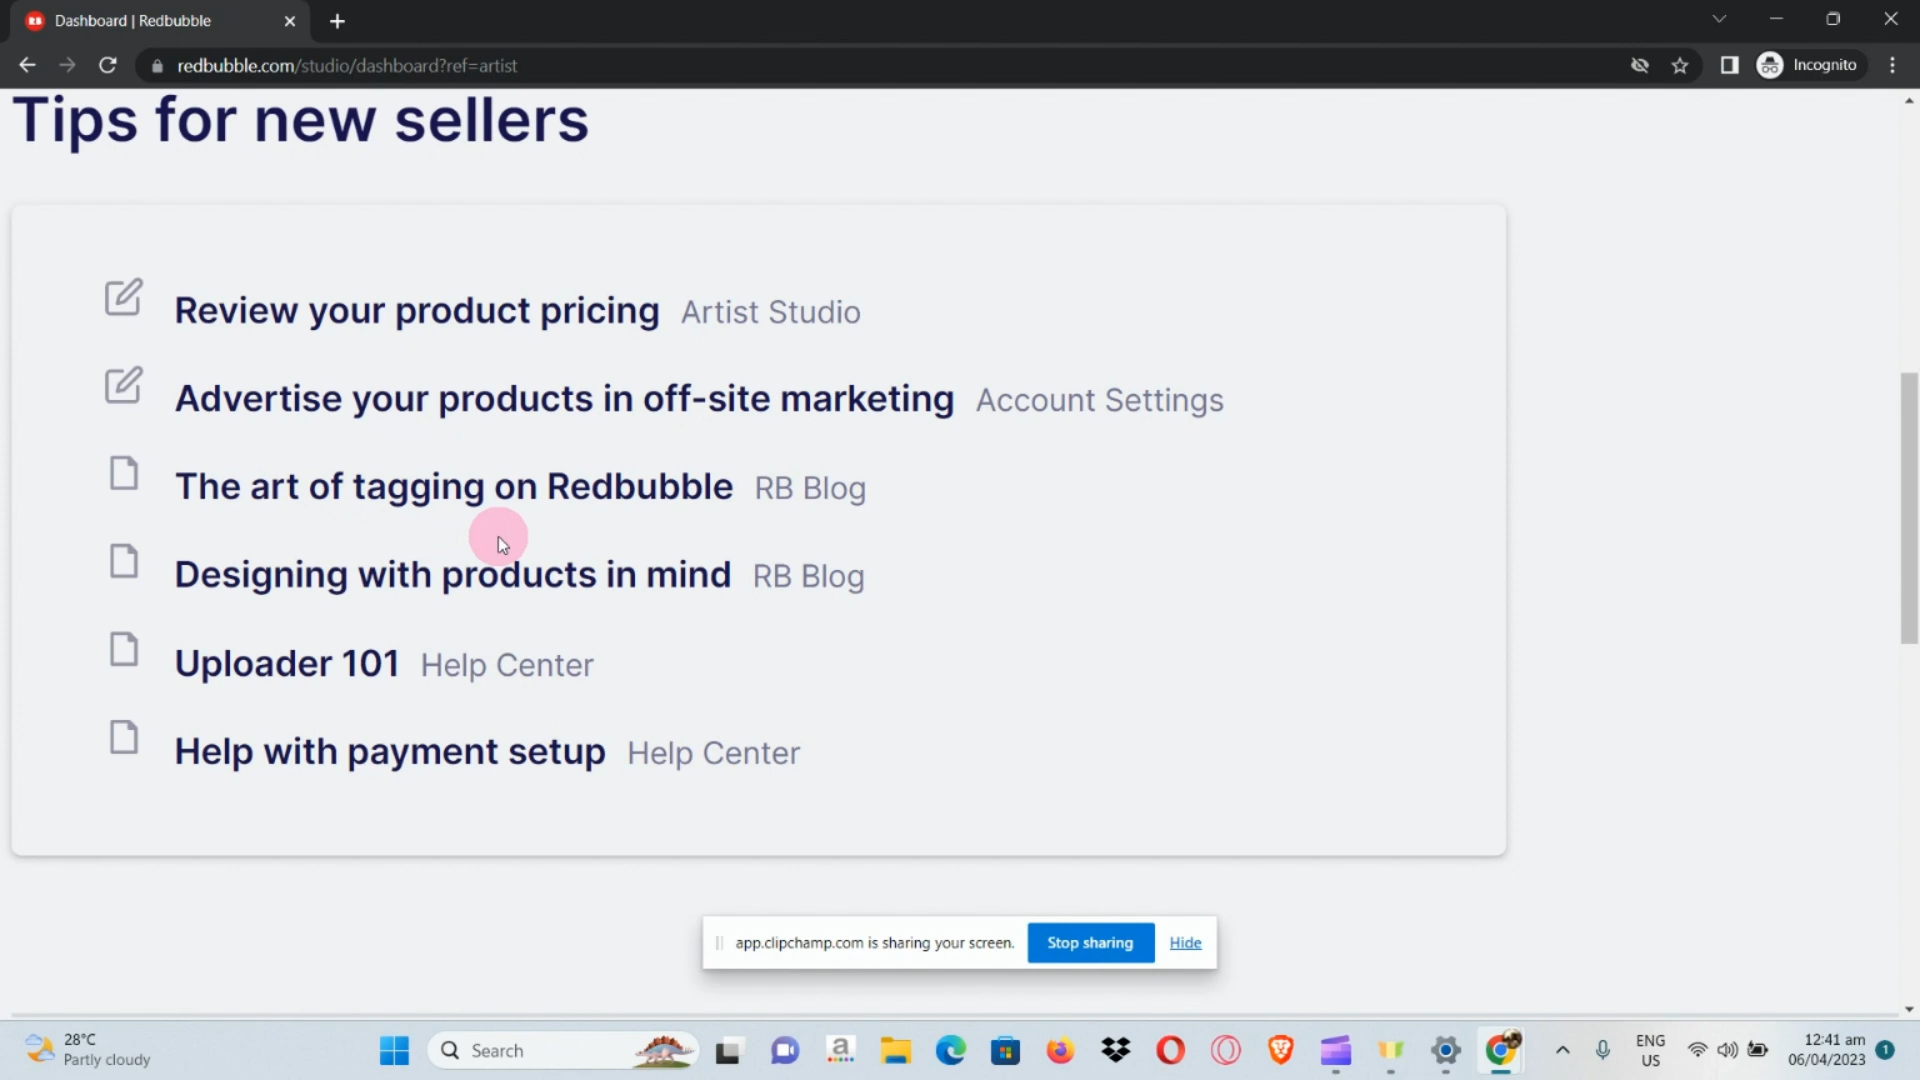 Dashboard | Redbubble
redbubble.com/studio/dashboard?ref=artist
Incognito
Tips for new sellers
Review your product pricing Artist Studio
Advertise your products in off-site marketing Account Settings
The art of tagging on Redbubble RB Blog
Designing with products in mind RB Blog
Uploader 101 Help Center
Help with payment setup Help Center
app.clipchamp.com is sharing your screen. Stop sharing Hide
28°C
Partly cloudy
Search
ENG
US
12:41 am
06/04/2023
1